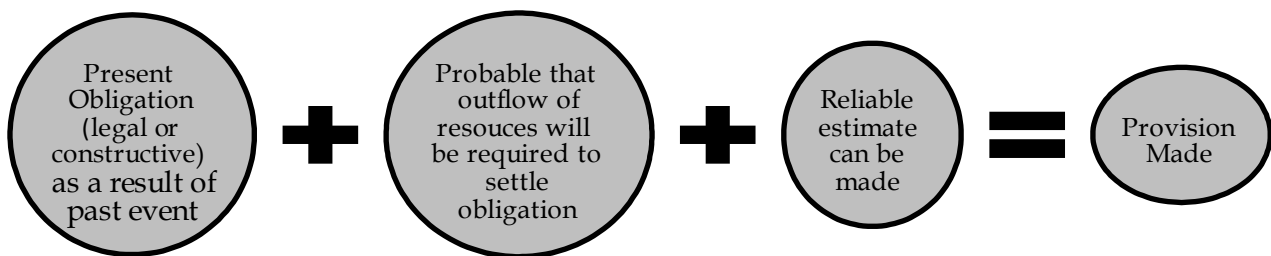 Present
Obligation
(legal or
constructive)
as a result of
past event
Probable that
outflow of
resouces will
be required to
settle
obligation
Reliable
estimate
can be
made
Provision
Made